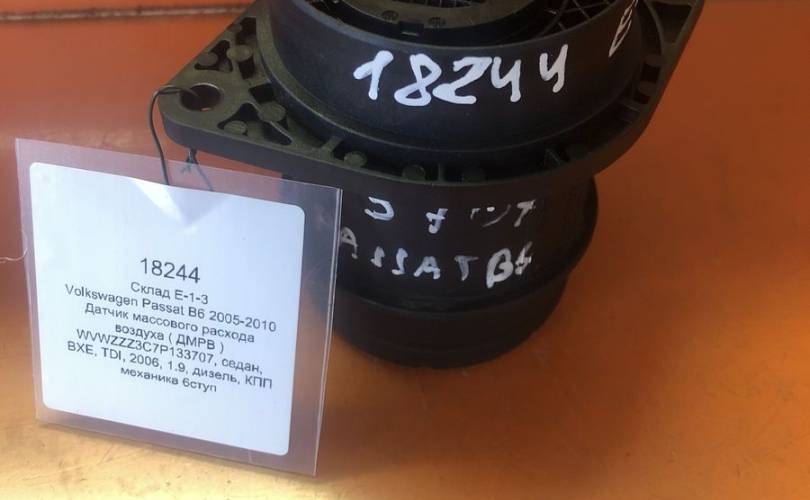 18244
18244
Склад E-1-3
Volkswagen Passat B6 2005-2010
Датчик массового расхода
воздуха ( ДМРВ )
WVWZZZ3C7P133707, седан,
BXE, TDI, 2006, 1.9, дизель, КПП
механика 6ступ
ASSAT B6